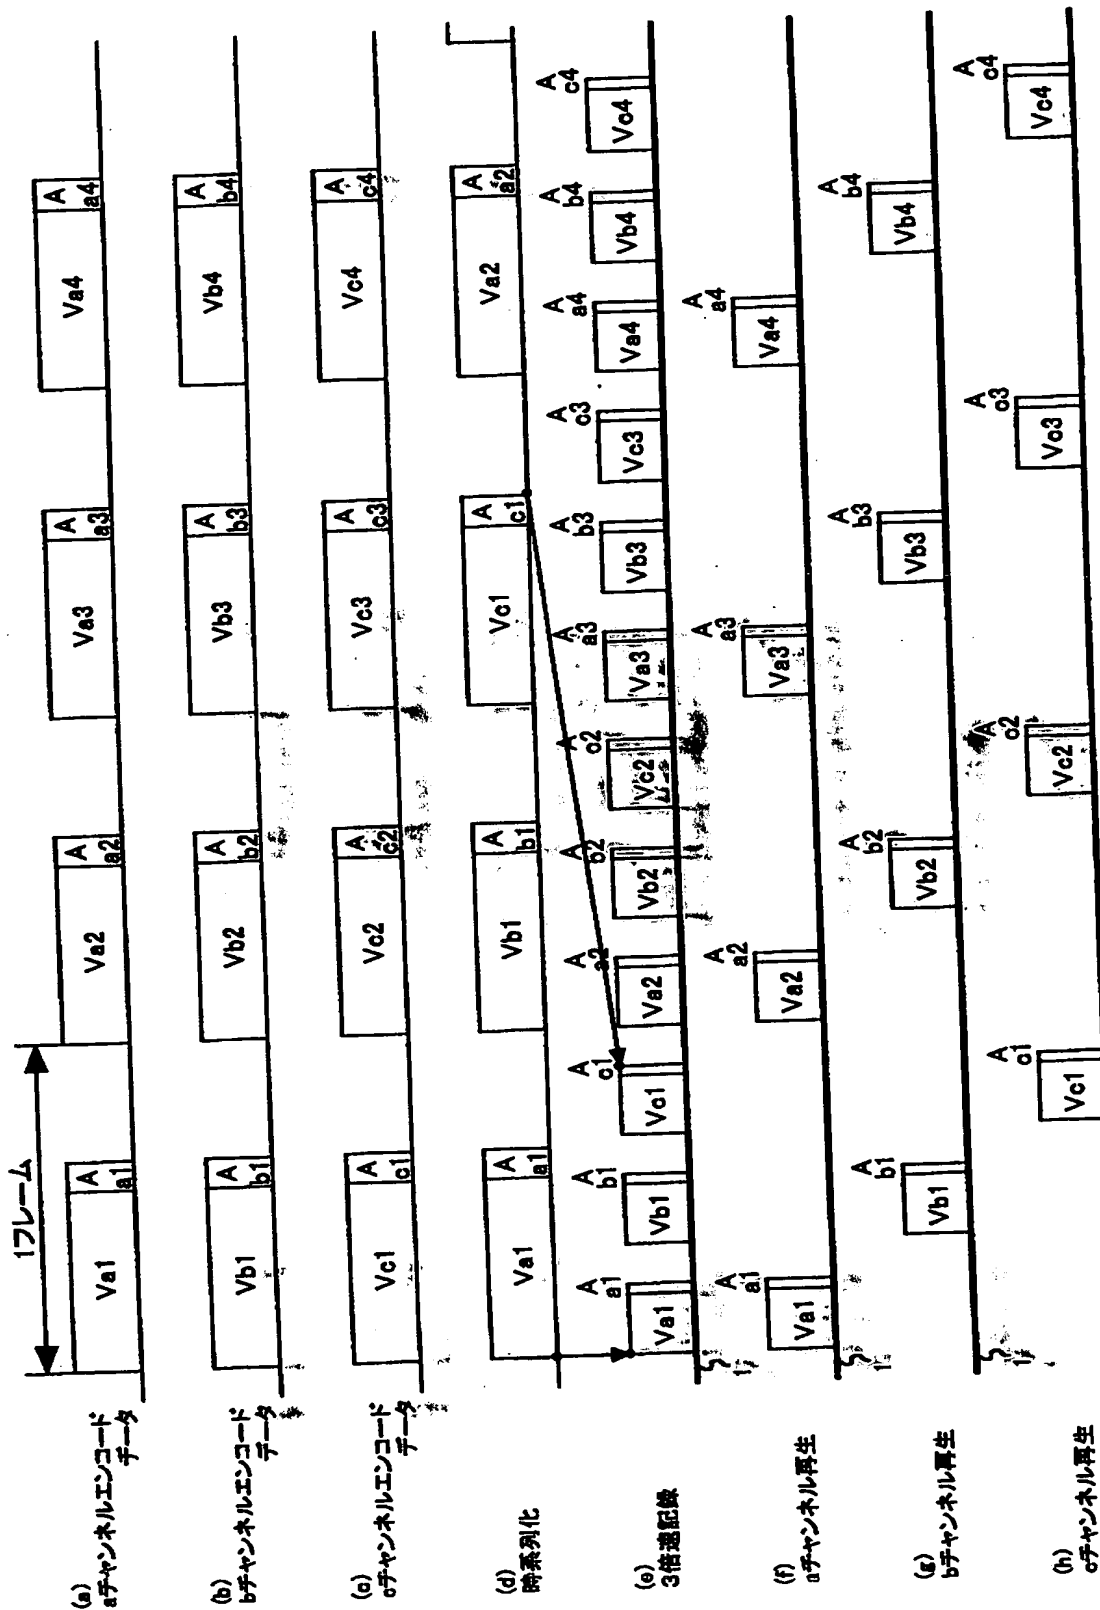 1フレーム
(a)
aチャンネルエンコード
データ
Va1
A
a1
Va2
A
a2
Va3
A
a3
Va4
A
a4
(b)
bチャンネルエンコード
データ
Vb1
A
b1
Vb2
A
b2
Vb3
A
b3
Vb4
A
b4
(c)
cチャンネルエンコード
データ
Vc1
A
c1
Vc2
A
c2
Vc3
A
c3
Vc4
A
c4
(d)
時系列化
Va1
A
a1
Vb1
A
b1
Vc1
A
c1
Va2
A
a2
(e)
3倍速記録
A
a1
Va1
A
b1
Vb1
A
c1
Vc1
A
a2
Va2
A
b2
Vb2
A
c2
Vc2
A
a3
Va3
A
b3
Vb3
A
c3
Vc3
A
a4
Va4
A
b4
Vb4
A
c4
Vc4
(f)
aチャンネル再生
A
a1
Va1
A
a2
Va2
A
a3
Va3
A
a4
Va4
(g)
bチャンネル再生
A
b1
Vb1
A
b2
Vb2
A
b3
Vb3
A
b4
Vb4
(h)
cチャンネル再生
A
c1
Vc1
A
c2
Vc2
A
c3
Vc3
A
c4
Vc4